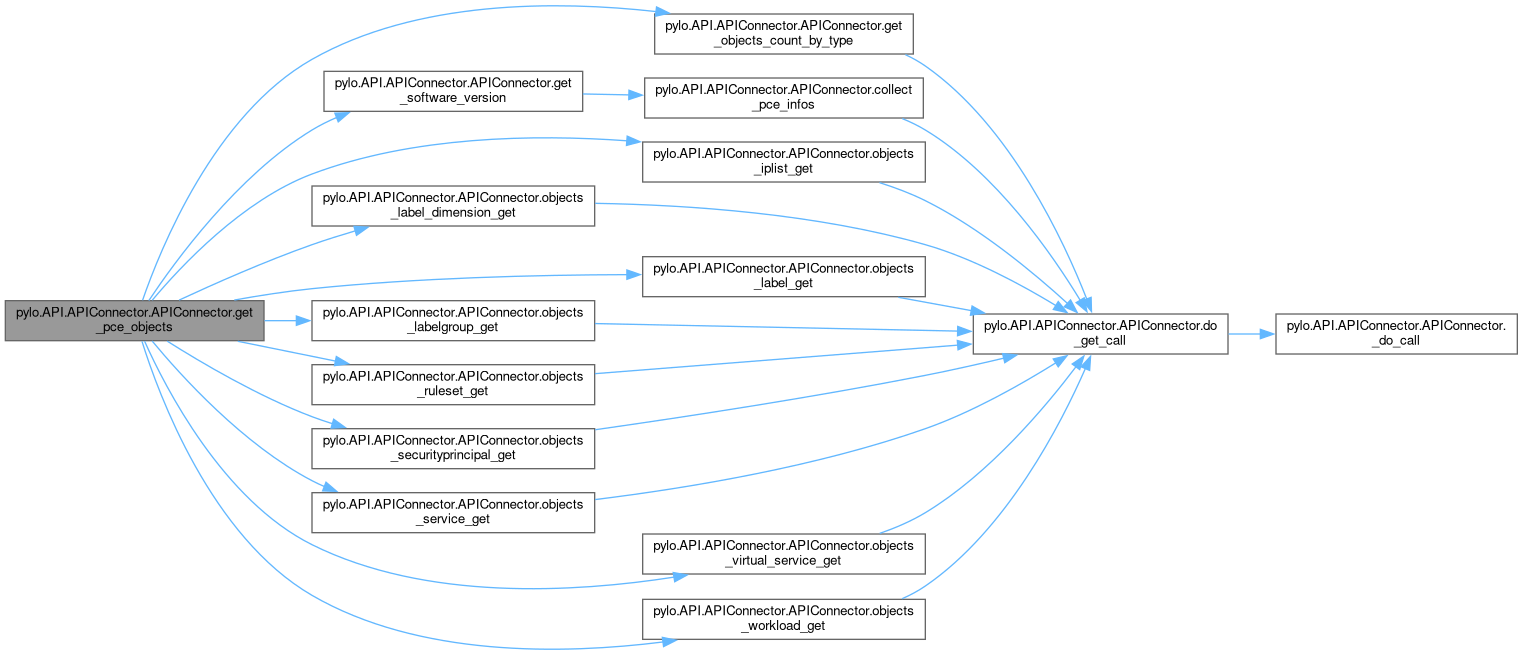 pylo.API.APIConnector.APIConnector.get
_pce_objects
pylo.API.APIConnector.APIConnector.get
_objects_count_by_type
pylo.API.APIConnector.APIConnector.get
_software_version
pylo.API.APIConnector.APIConnector.collect
_pce_infos
pylo.API.APIConnector.APIConnector.objects
_iplist_get
pylo.API.APIConnector.APIConnector.objects
_label_dimension_get
pylo.API.APIConnector.APIConnector.objects
_label_get
pylo.API.APIConnector.APIConnector.objects
_labelgroup_get
pylo.API.APIConnector.APIConnector.objects
_ruleset_get
pylo.API.APIConnector.APIConnector.objects
_securityprincipal_get
pylo.API.APIConnector.APIConnector.objects
_service_get
pylo.API.APIConnector.APIConnector.objects
_virtual_service_get
pylo.API.APIConnector.APIConnector.objects
_workload_get
pylo.API.APIConnector.APIConnector.do
_get_call
pylo.API.APIConnector.APIConnector.
_do_call